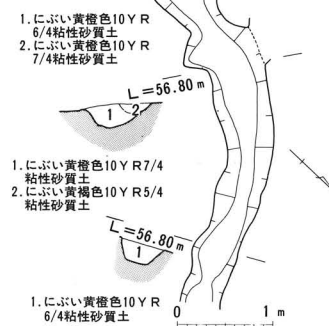 1.にぶい黄橙色10YR
6/4粘性砂質土
2.にぶい黄橙色10YR
7/4粘性砂質土
L=56.80m
1 2
1.にぶい黄橙色10YR7/4
粘性砂質土
2.にぶい黄褐色10YR5/4
粘性砂質土
L=56.80m
1
1.にぶい黄橙色10YR
6/4粘性砂質土
0 1m